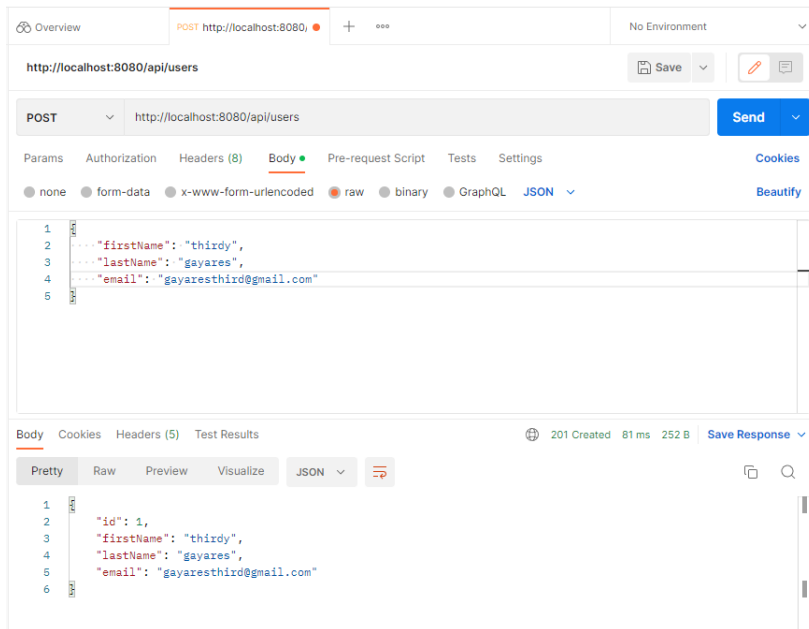 Overview POST http://localhost:8080/ + ooo No Environment
http://localhost:8080/api/users Save
POST http://localhost:8080/api/users Send
Params Authorization Headers (8) Body Pre-request Script Tests Settings Cookies
none form-data x-www-form-urlencoded raw binary GraphQL JSON Beautify
1 {
2 ····"firstName":·"thirdy",
3 ····"lastName":·"gayares",
4 ····"email":·"gayaresthird@gmail.com"
5 }
Body Cookies Headers (5) Test Results 201 Created 81 ms 252 B Save Response
Pretty Raw Preview Visualize JSON
1 {
2 "id": 1,
3 "firstName": "thirdy",
4 "lastName": "gayares",
5 "email": "gayaresthird@gmail.com"
6 }